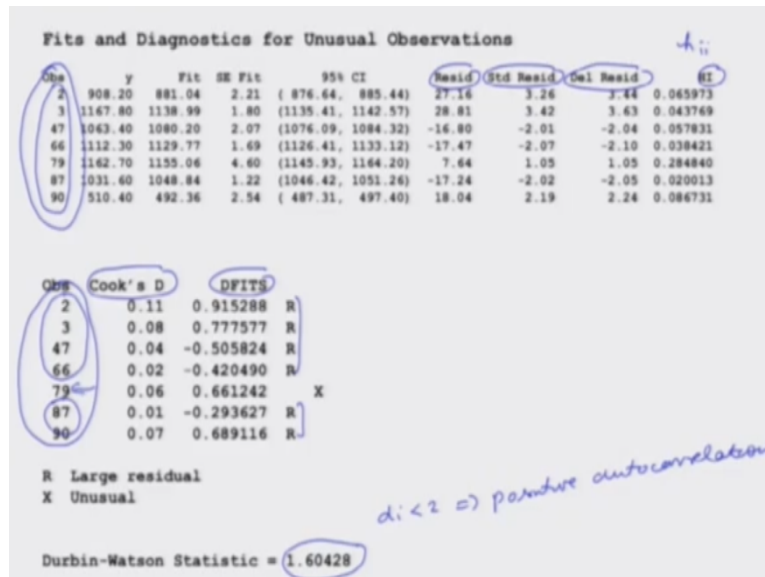 Fits and Diagnostics for Unusual Observations
hii
Obs y Fit SE Fit 95% CI Resid Std Resid Del Resid HI
2 908.20 881.04 2.21 ( 876.64, 885.44) 27.16 3.26 3.44 0.065973
3 1167.80 1138.99 1.80 (1135.41, 1142.57) 28.81 3.42 3.63 0.043769
47 1063.40 1080.20 2.07 (1076.09, 1084.32) -16.80 -2.01 -2.04 0.057831
66 1112.30 1129.77 1.69 (1126.41, 1133.12) -17.47 -2.07 -2.10 0.038421
79 1162.70 1155.06 4.60 (1145.93, 1164.20) 7.64 1.05 1.05 0.284840
87 1031.60 1048.84 1.22 (1046.42, 1051.26) -17.24 -2.02 -2.05 0.020013
90 510.40 492.36 2.54 ( 487.31, 497.40) 18.04 2.19 2.24 0.086731
Obs Cook's D DFITS
2 0.11 0.915288 R
3 0.08 0.777577 R
47 0.04 -0.505824 R
66 0.02 -0.420490 R
79 0.06 0.661242 X
87 0.01 -0.293627 R
90 0.07 0.689116 R
R Large residual
X Unusual
di < 2 => positive autocorrelation
Durbin-Watson Statistic = 1.60428